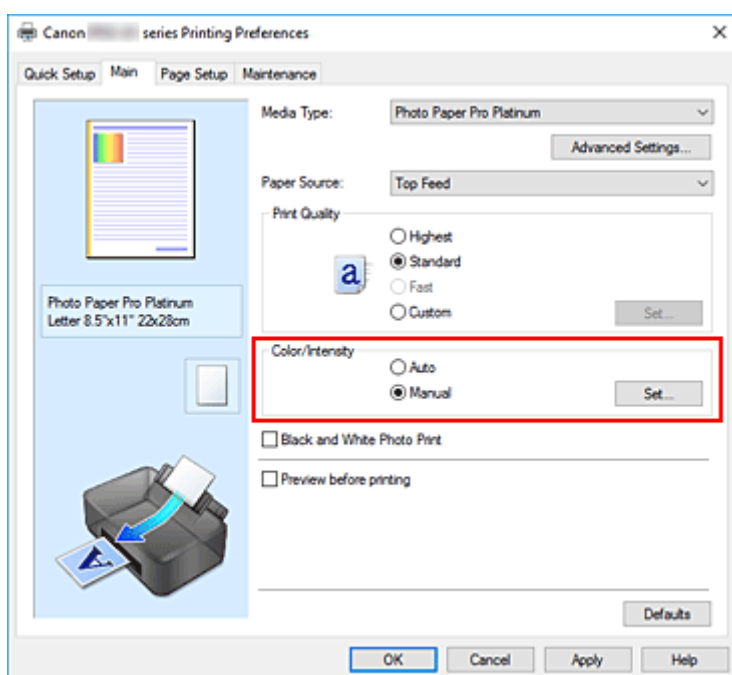 Canon series Printing Preferences
Quick Setup Main Page Setup Maintenance
Media Type: Photo Paper Pro Platinum
Advanced Settings...
Paper Source: Top Feed
Print Quality
Highest
Standard
Fast
Custom Set...
Photo Paper Pro Platinum
Letter 8.5"x11" 22x28cm
Color/Intensity
Auto
Manual Set...
Black and White Photo Print
Preview before printing
Defaults
OK Cancel Apply Help